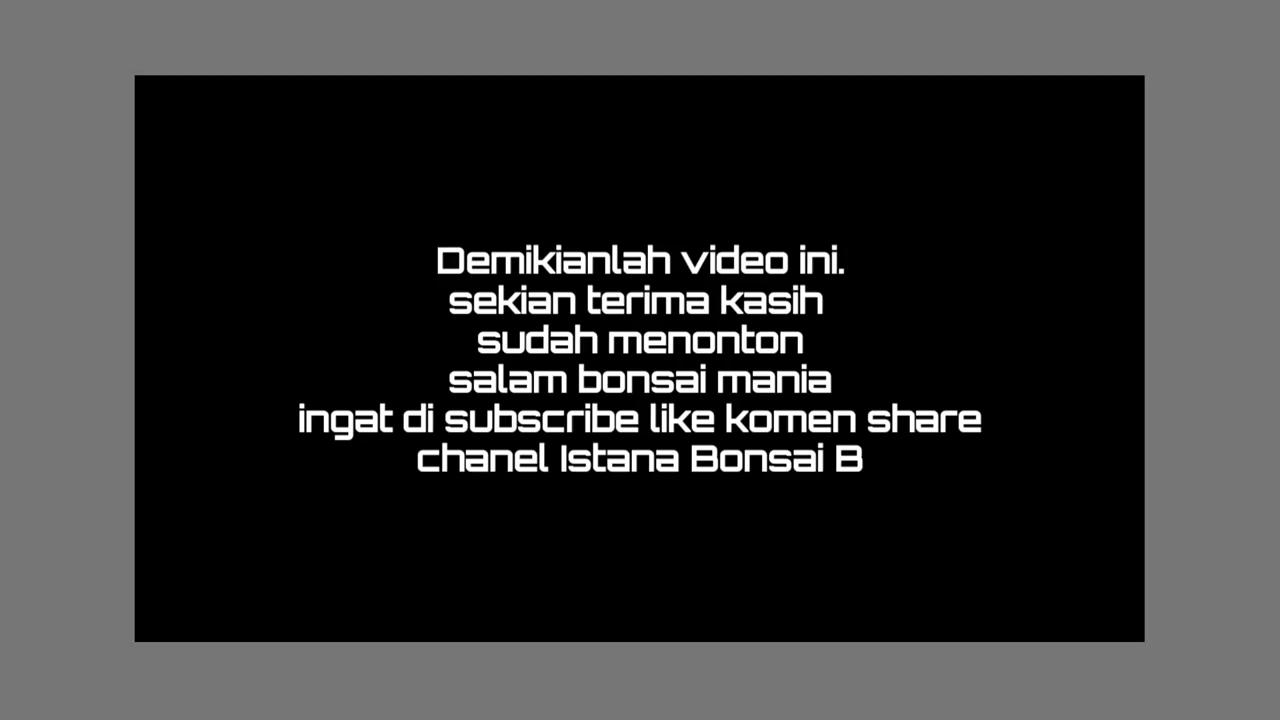 Demikianlah video ini.
sekian terima kasih
sudah menonton
salam bonsai mania
ingat di subscribe like komen share
chanel Istana Bonsai B